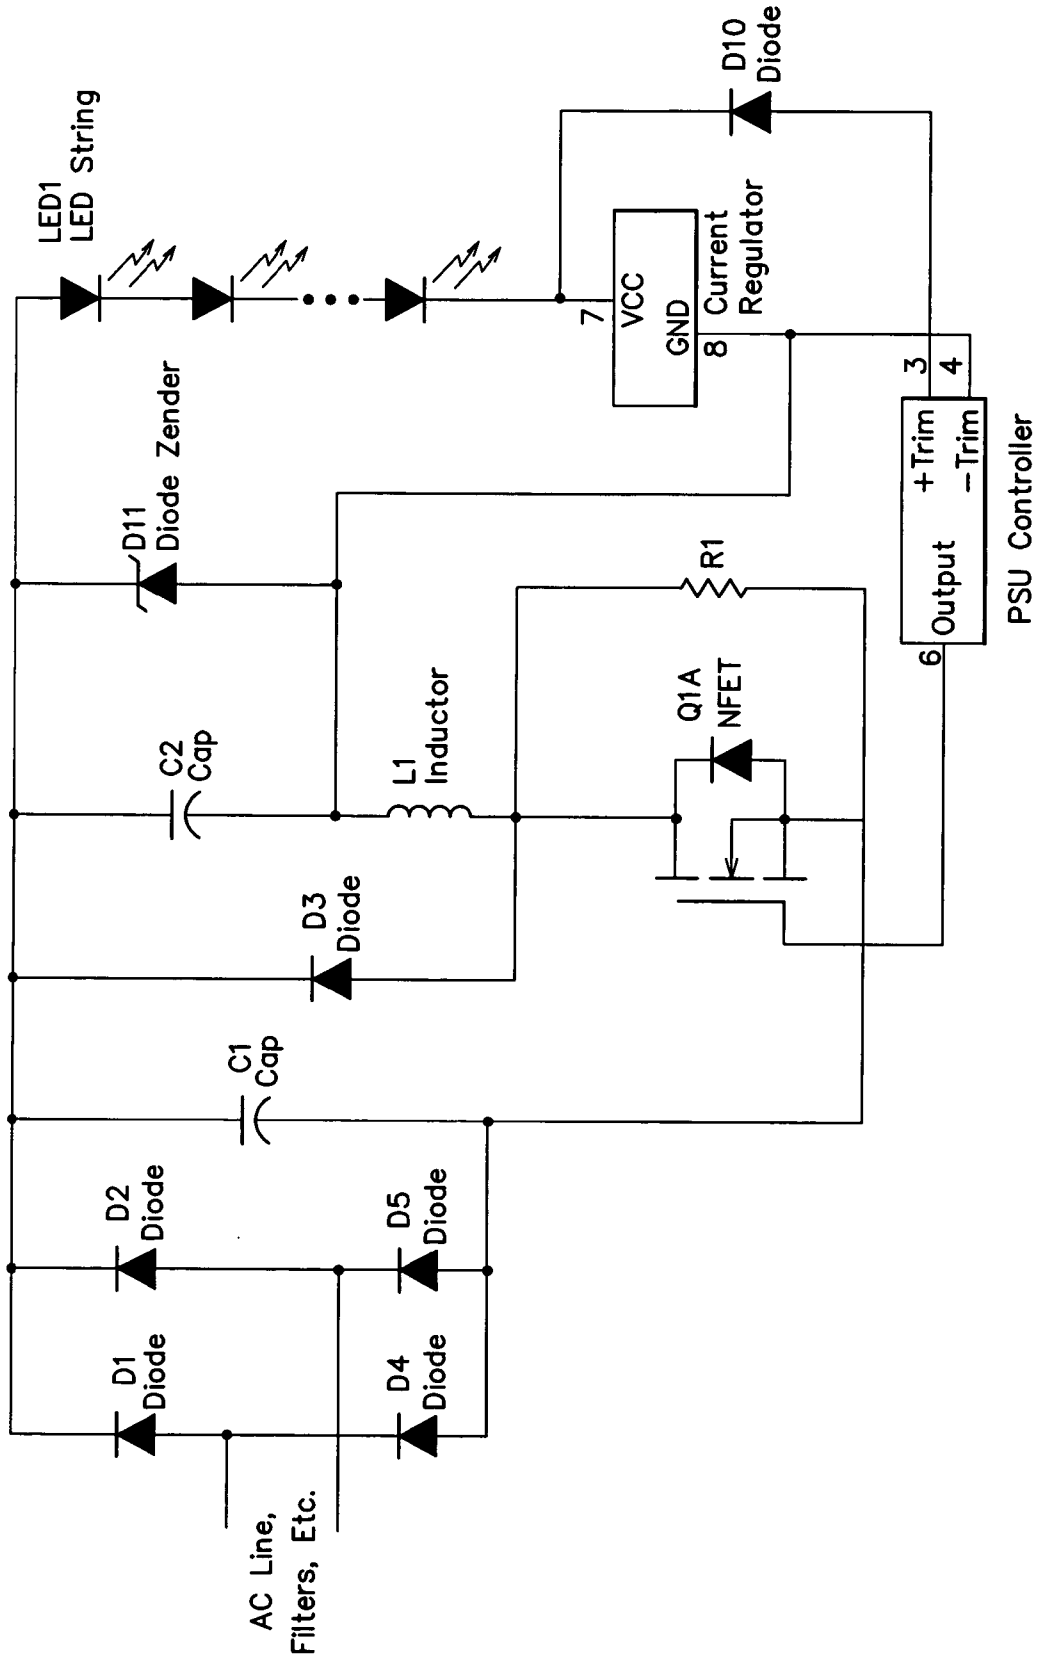 AC Line,
Filters, Etc.
D1
Diode
D2
Diode
D4
Diode
D5
Diode
C1
Cap
D3
Diode
C2
Cap
L1
Inductor
Q1A
NFET
R1
D11
Diode Zender
LED1
LED String
7
VCC
GND
8
Current
Regulator
D10
Diode
3
4
+Trim
−Trim
Output
6
PSU Controller